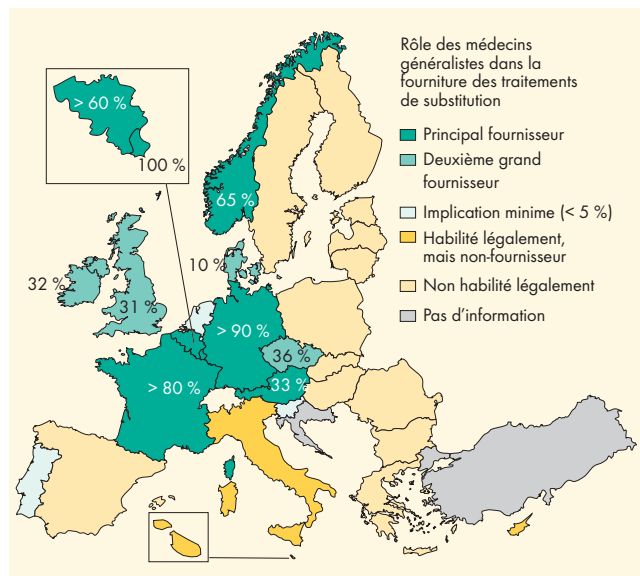 Rôle des médecins
généralistes dans la
fourniture des traitements
de substitution
Principal fournisseur
Deuxième grand
fournisseur
Implication minime (< 5 %)
Habilité légalement,
mais non-fournisseur
Non habilité légalement
Pas d'information
> 60 %
100 %
65 %
10 %
32 %
31 %
> 90 %
36 %
33 %
> 80 %